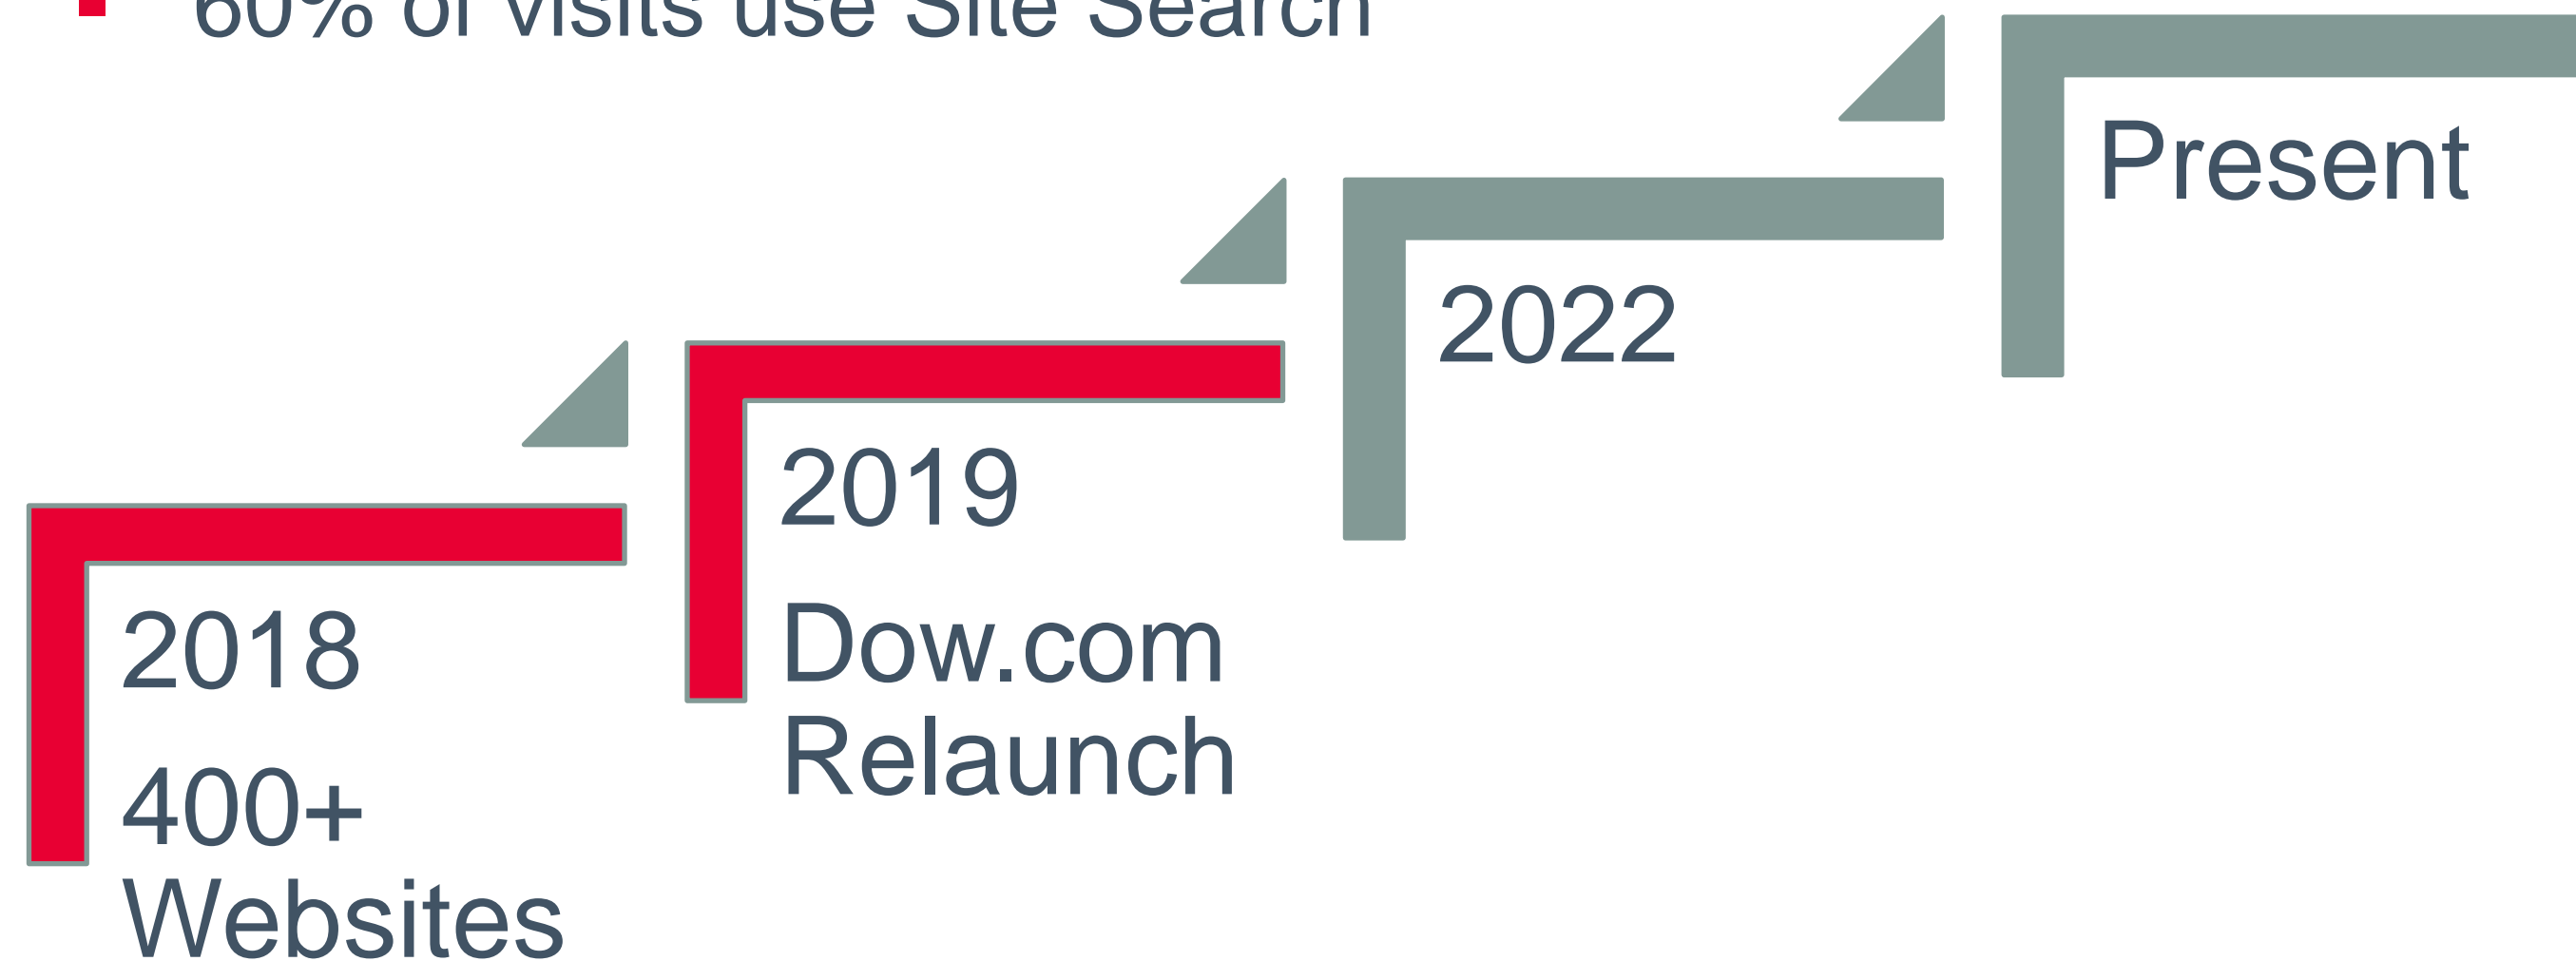 60% of visits use Site Search
Present
2022
2019
Dow.com
Relaunch
2018
400+
Websites